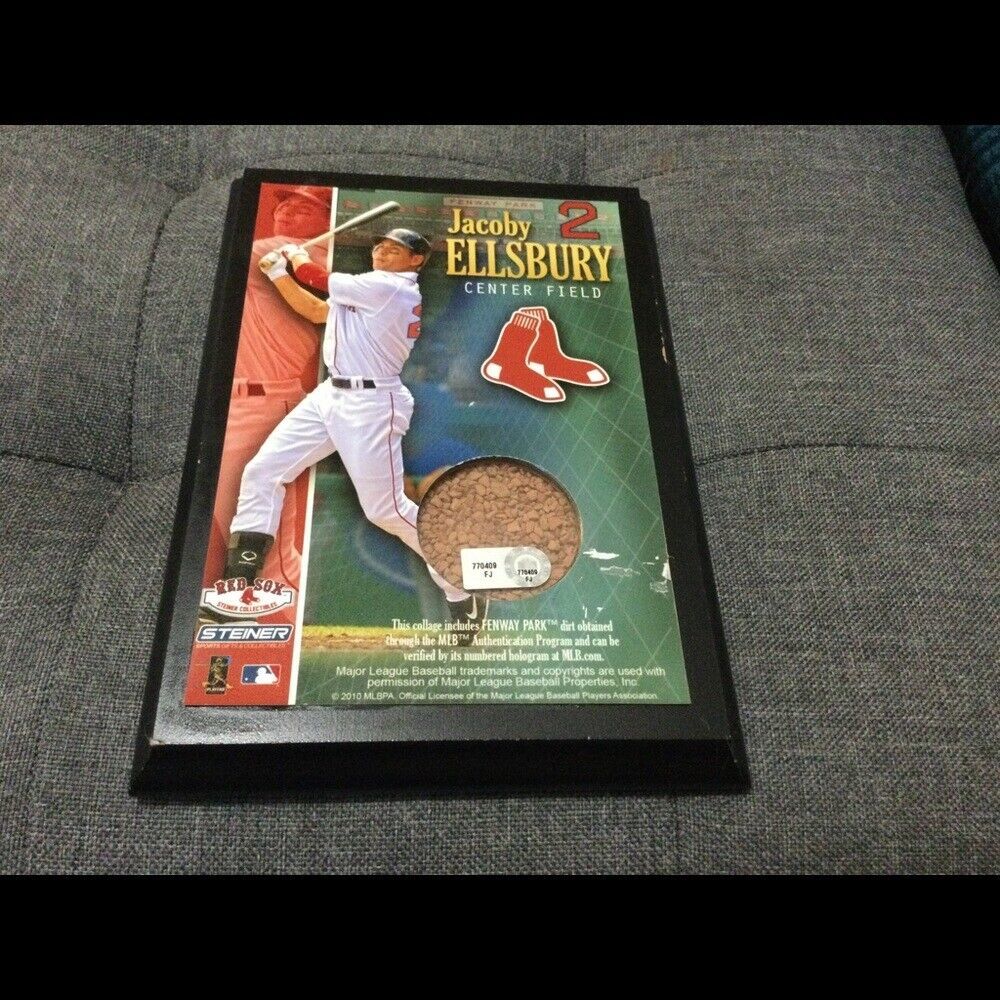 FENWAY PARK
2
Jacoby
ELLSBURY
CENTER FIELD
2
770409
FJ
770409
FJ
RED SOX
STEINER COLLECTIBLES
STEINER
SPORTS GIFTS & COLLECTIBLES
This collage includes FENWAY PARK™ dirt obtained
through the MLB™ Authentication Program and can be
verified by its numbered hologram at MLB.com.
Major League Baseball trademarks and copyrights are used with
permission of Major League Baseball Properties, Inc.
© 2010 MLBPA. Official Licensee of the Major League Baseball Players Association.